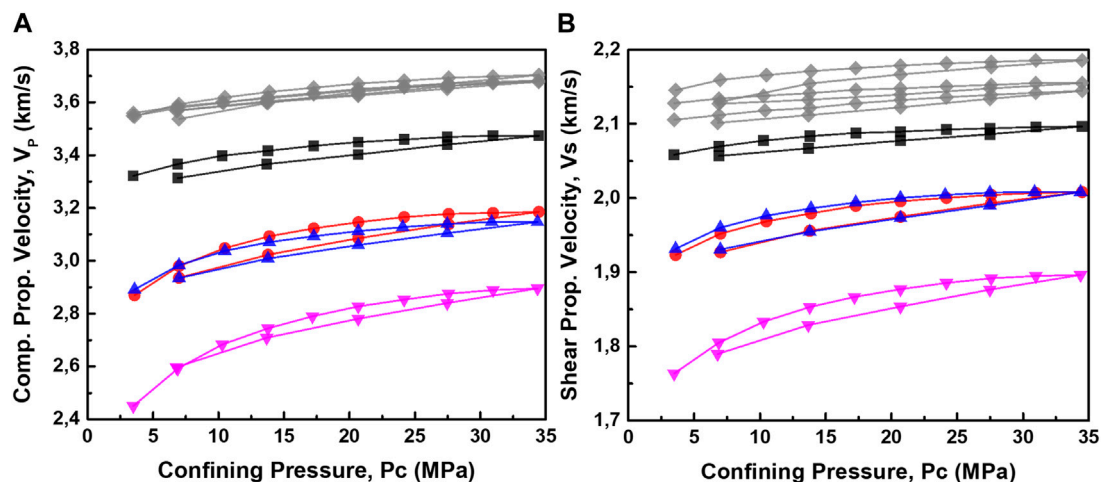 A
B
3,8
3,6
3,4
3,2
3,0
2,8
2,6
2,4
Comp. Prop. Velocity, VP (km/s)
0 5 10 15 20 25 30 35
Confining Pressure, Pc (MPa)
2,2
2,1
2,0
1,9
1,8
1,7
Shear Prop. Velocity, Vs (km/s)
0 5 10 15 20 25 30 35
Confining Pressure, Pc (MPa)